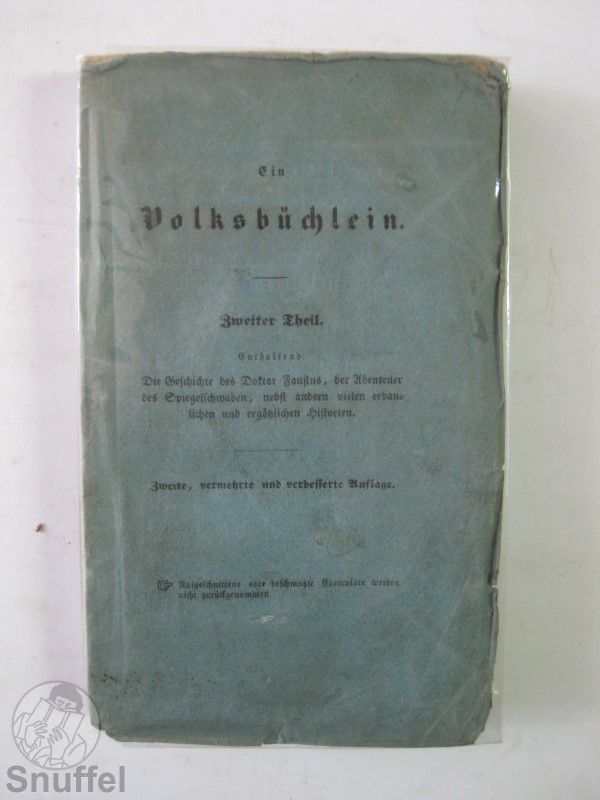 Ein
Volksbüchlein.
Zweiter Theil.
Enthaltend:
Die Geschichte des Doktor Faustus, der Abenteuer
des Spiegelschwaben, nebst andern vielen erbau-
lichen und ergötzlichen Historien.
Zweite, vermehrte und verbesserte Auflage.
☞ Aufgeschnittene oder beschmutzte Exemplare werden
nicht zurückgenommen.
Snuffel